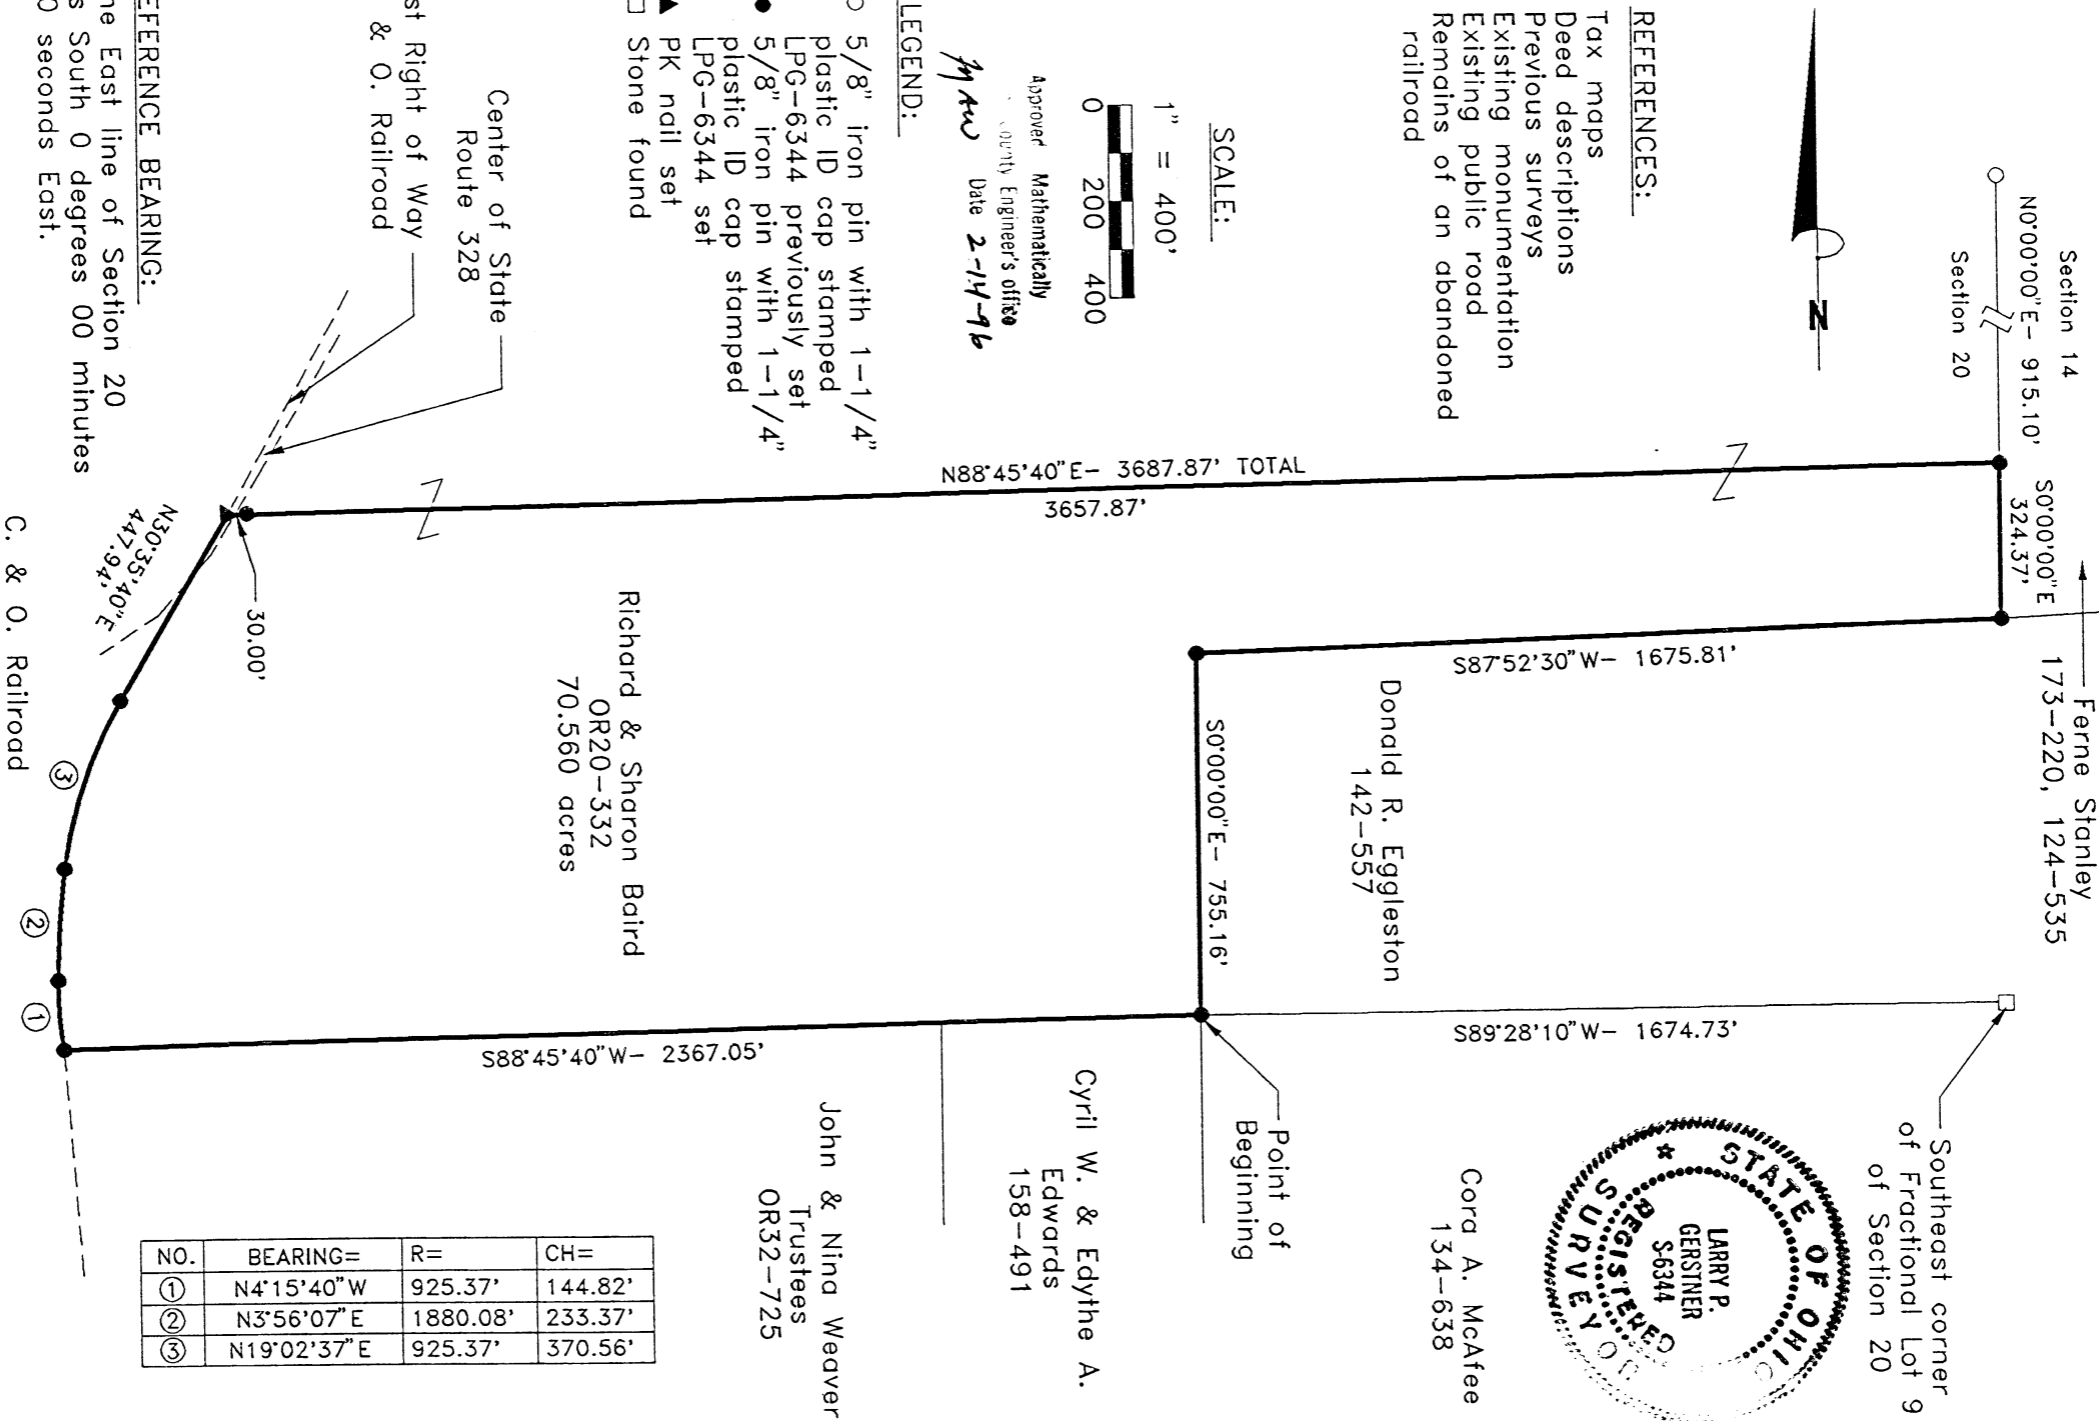 Section 14
N0°00'00"E- 915.10'
Section 20
S0°00'00"E
324.37'
Ferne Stanley
173-220, 124-535
N
REFERENCES:
Tax maps
Deed descriptions
Previous surveys
Existing monumentation
Existing public road
Remains of an abandoned
railroad
SCALE:
1" = 400'
0 200 400
Approved Mathematically
County Engineer's office
Date 2-14-96
LEGEND:
5/8" iron pin with 1-1/4"
plastic ID cap stamped
LPG-6344 previously set
5/8" iron pin with 1-1/4"
plastic ID cap stamped
LPG-6344 set
PK nail set
Stone found
Center of State
Route 328
st Right of Way
& O. Railroad
EFERENCE BEARING:
he East line of Section 20
s South 0 degrees 00 minutes
0 seconds East.
N88°45'40"E- 3687.87' TOTAL
3657.87'
30.00'
N30°35'40"E
447.94'
C. & O. Railroad
Richard & Sharon Baird
OR20-332
70.560 acres
S87°52'30"W- 1675.81'
Donald R. Eggleston
142-557
S0°00'00"E- 755.16'
S89°28'10"W- 1674.73'
S88°45'40"W- 2367.05'
③
②
①
Southeast corner
of Fractional Lot 9
of Section 20
STATE OF OHIO
LARRY P.
GERSTNER
S-6344
REGISTERED
SURVEYOR
Cora A. McAfee
134-638
Point of
Beginning
Cyril W. & Edythe A.
Edwards
158-491
John & Nina Weaver
Trustees
OR32-725
NO. BEARING= R= CH=
① N4°15'40"W 925.37' 144.82'
② N3°56'07"E 1880.08' 233.37'
③ N19°02'37"E 925.37' 370.56'